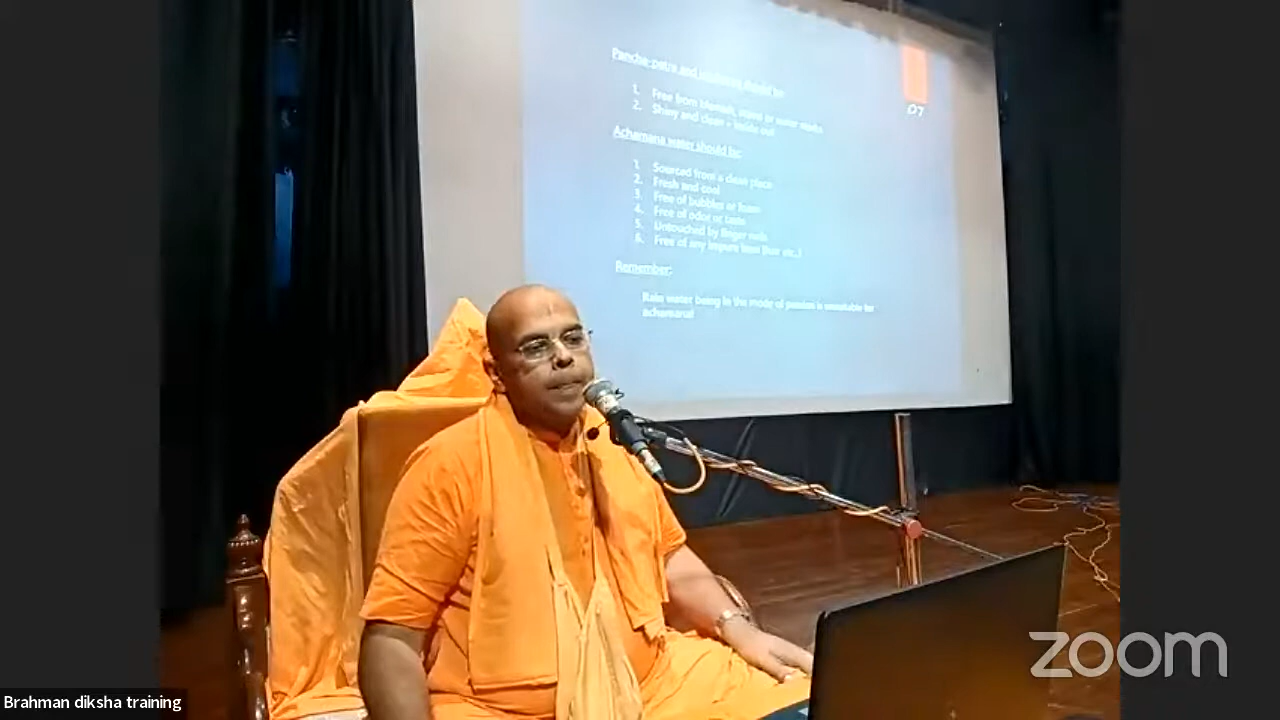 Pancha-patra and should be:
1. Free from blemish, stains or water marks
2. Shiny and clean - inside out
67
Achamana water should be:
1. Sourced from a clean place
2. Fresh and cool
3. Free of bubbles or foam
4. Free of odor or taste
5. Untouched by finger nails
6. Free of any impure item (hair etc.)
Remember:
Rain water being in the mode of passion is unsuitable for
achamana!
zoom
Brahman diksha training